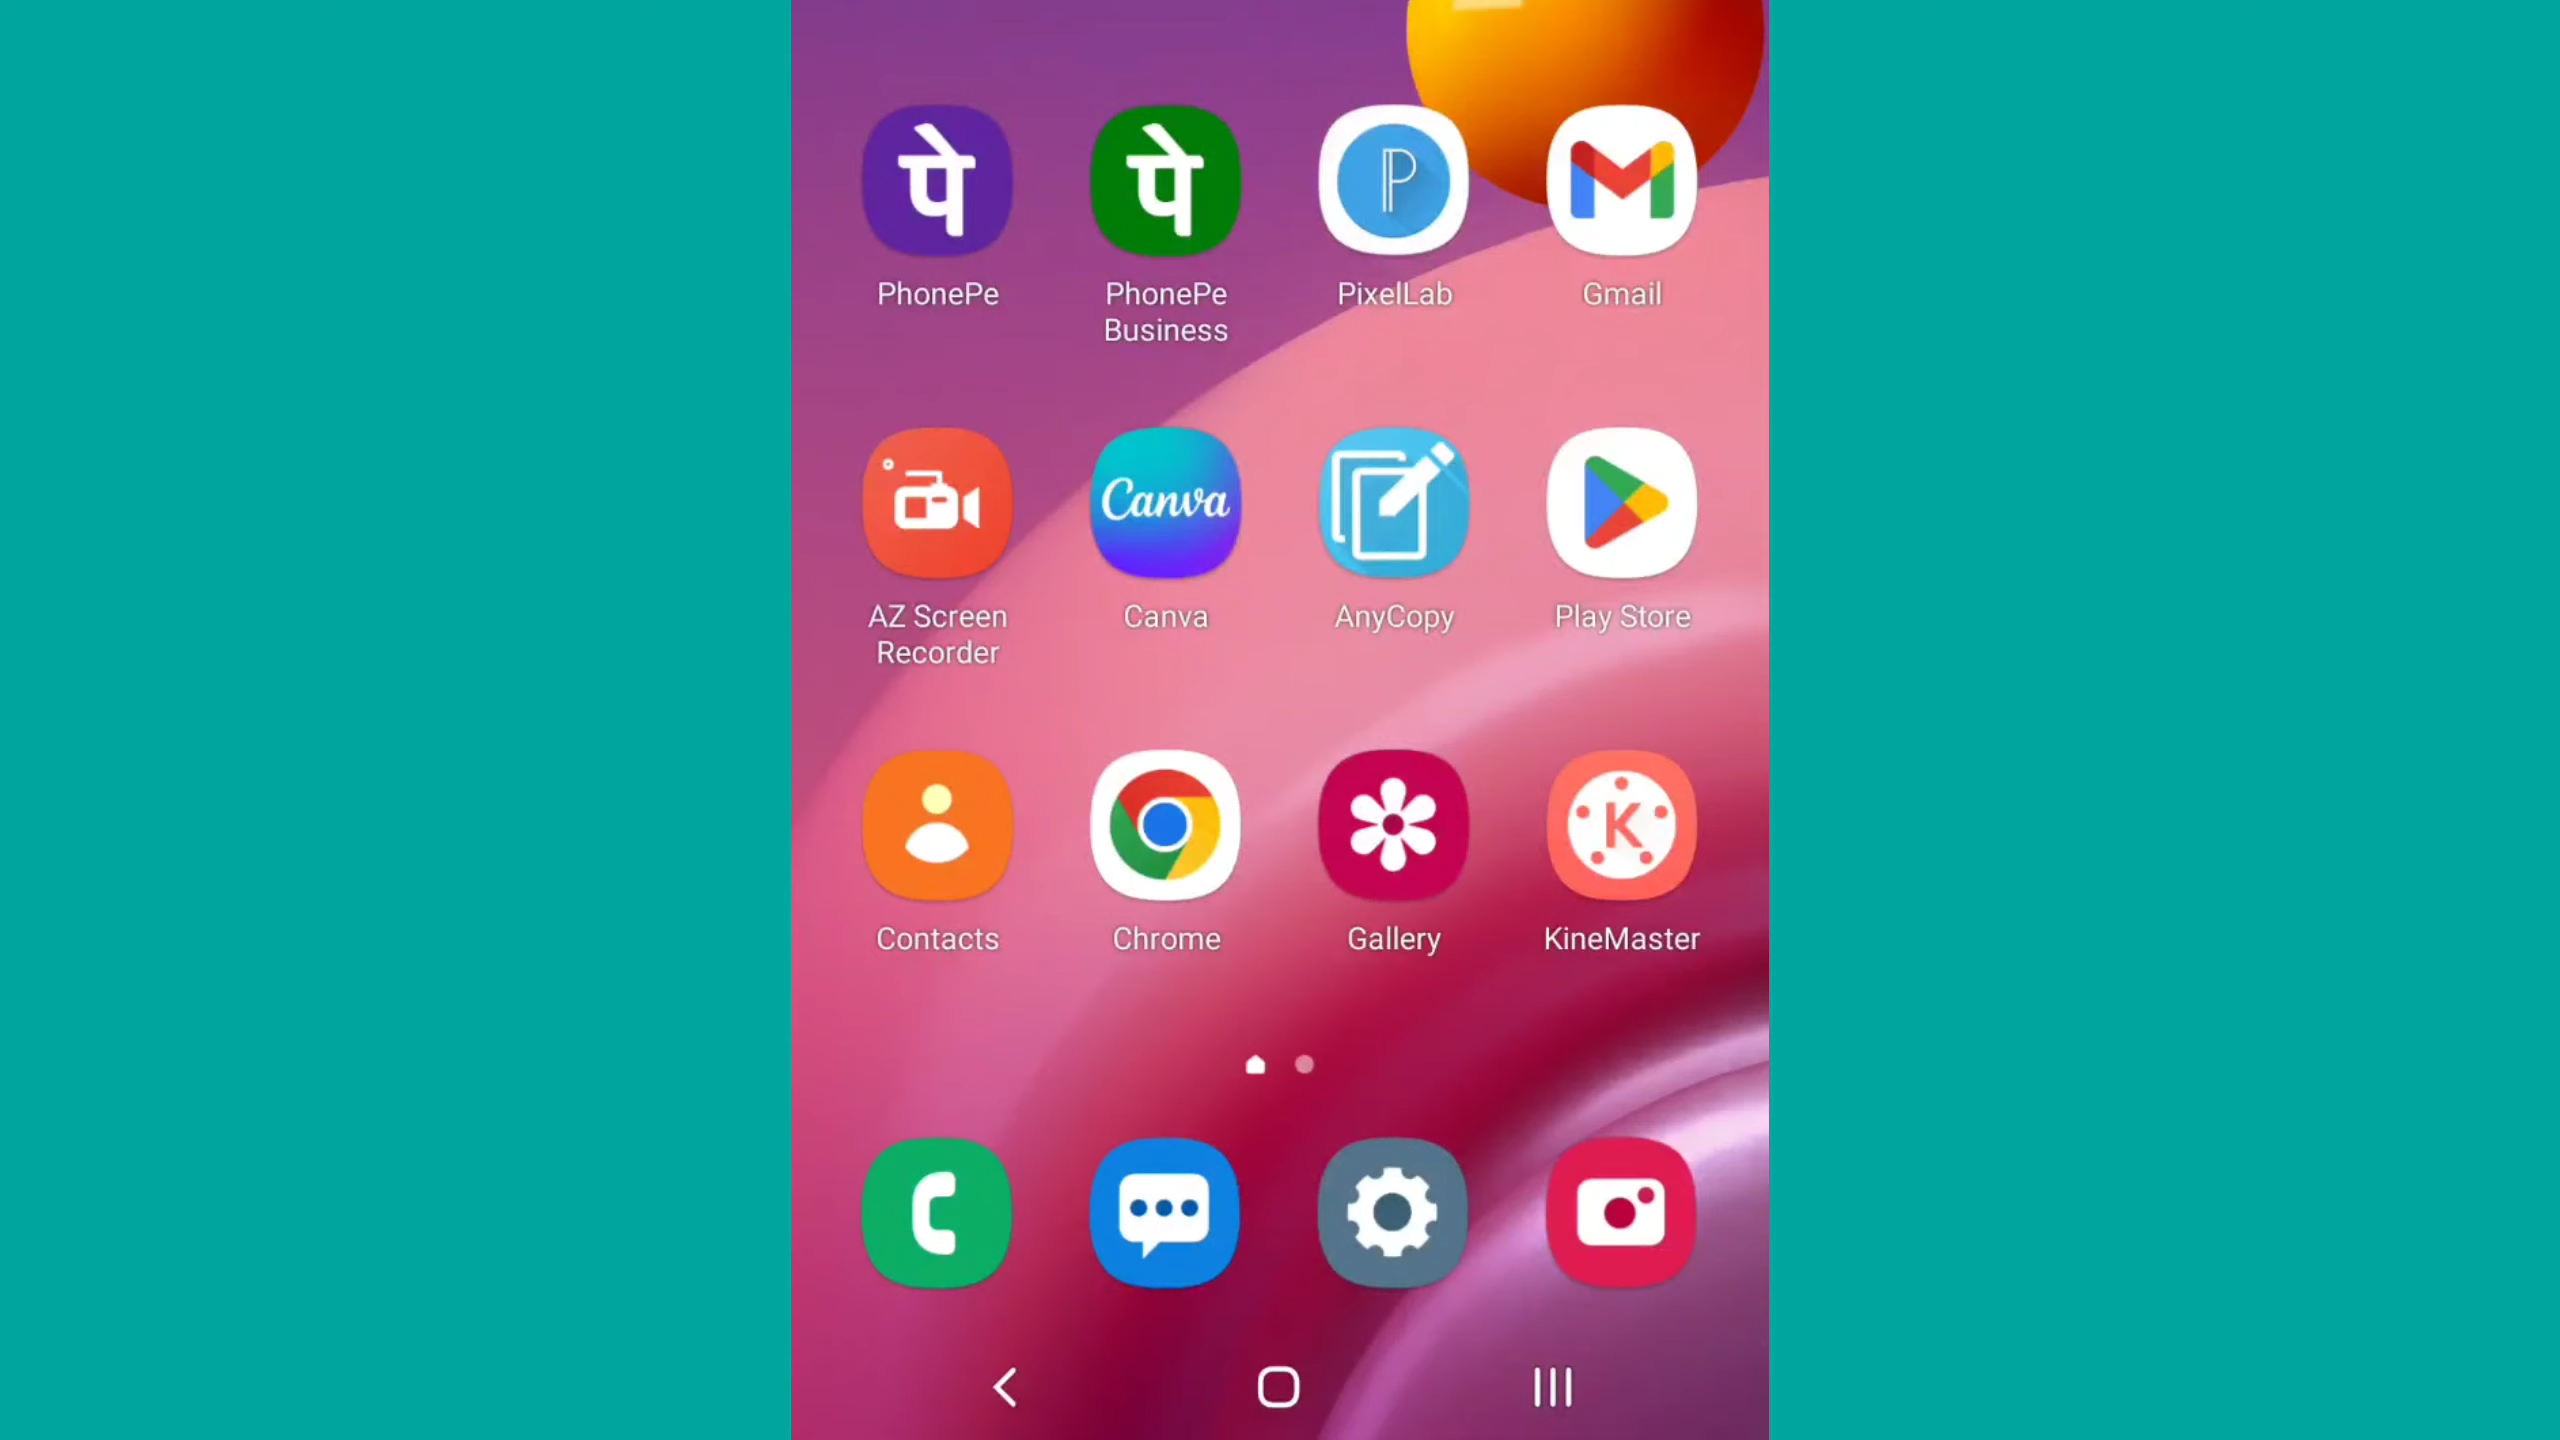 पे
पे
P
PhonePe
PhonePe
Business
PixelLab
Gmail
Canva
AZ Screen
Recorder
Canva
AnyCopy
Play Store
K
Contacts
Chrome
Gallery
KineMaster